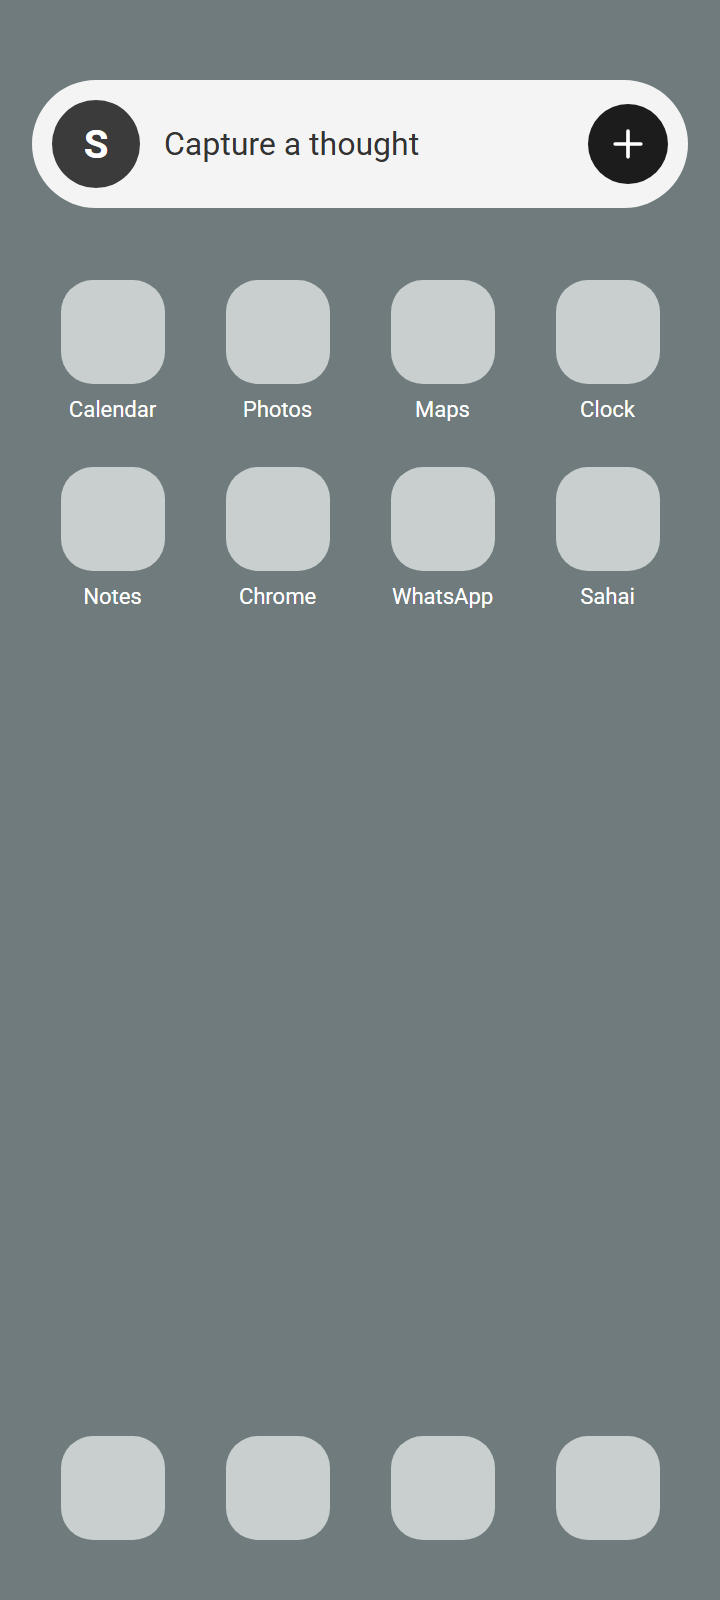 S
Capture a thought
Calendar
Photos
Maps
Clock
Notes
Chrome
WhatsApp
Sahai